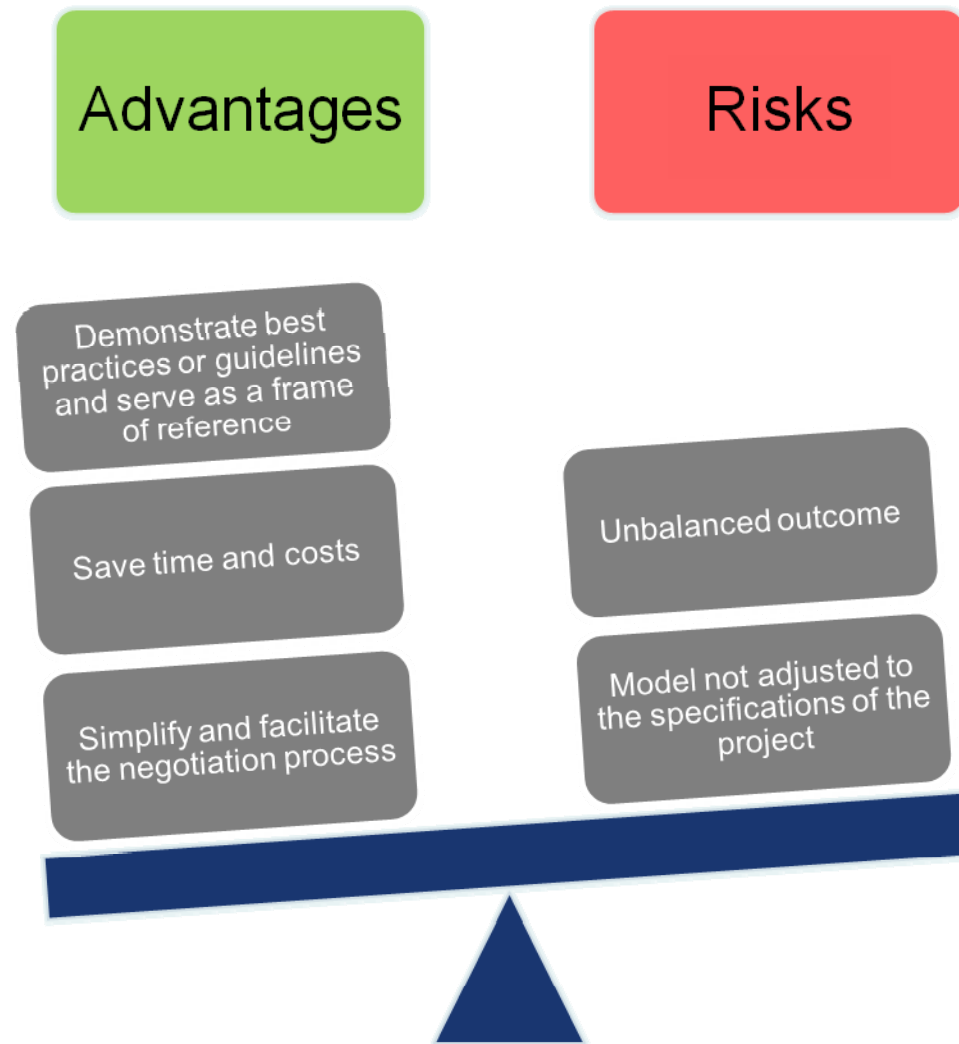 Advantages
Risks
Demonstrate best
practices or guidelines
and serve as a frame
of reference
Save time and costs
Simplify and facilitate
the negotiation process
Unbalanced outcome
Model not adjusted to
the specifications of the
project